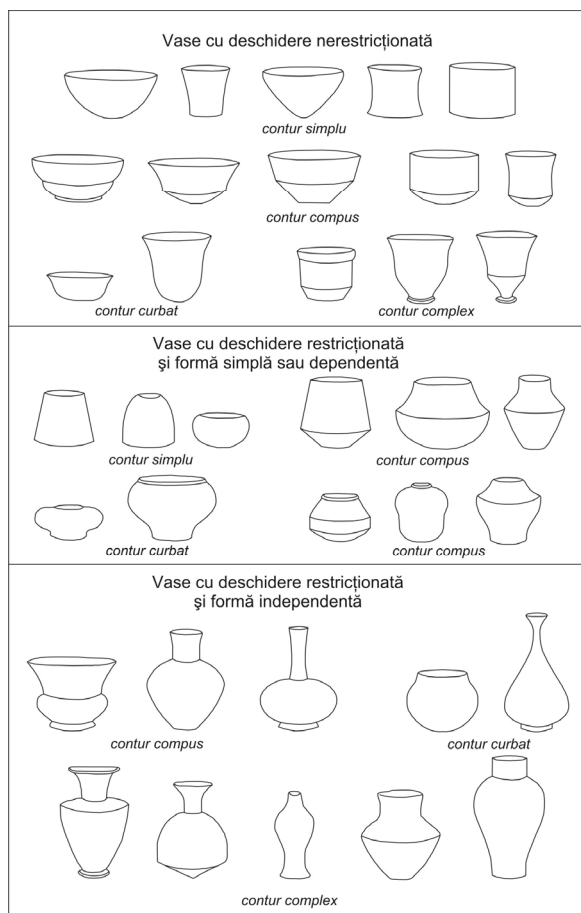 Vase cu deschidere nerestricționată
contur simplu
contur compus
contur curbat
contur complex
Vase cu deschidere restricționată
şi formă simplă sau dependentă
contur simplu
contur compus
contur curbat
contur compus
Vase cu deschidere restricționată
şi formă independentă
contur compus
contur curbat
contur complex